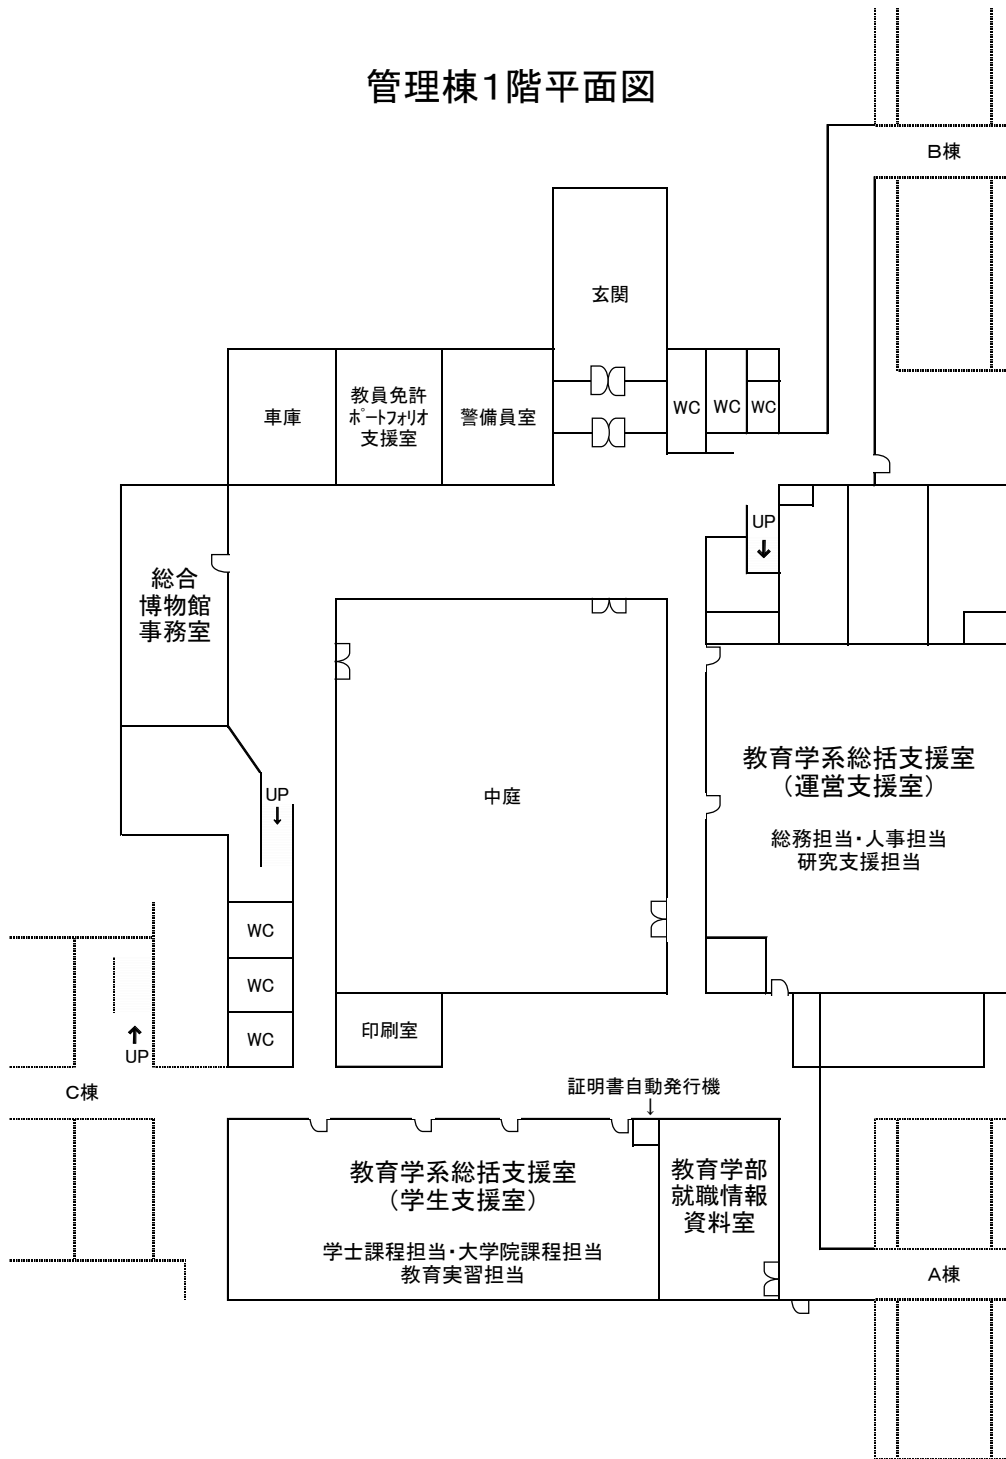 管理棟1階平面図
B棟
玄関
車庫
教員免許
ポートフォリオ
支援室
警備員室
WC
WC
WC
UP
↓
総合
博物館
事務室
教育学系総括支援室
（運営支援室）
総務担当・人事担当
研究支援担当
中庭
UP
↓
WC
WC
WC
↑
UP
印刷室
C棟
証明書自動発行機
↓
教育学系総括支援室
（学生支援室）
学士課程担当・大学院課程担当
教育実習担当
教育学部
就職情報
資料室
A棟